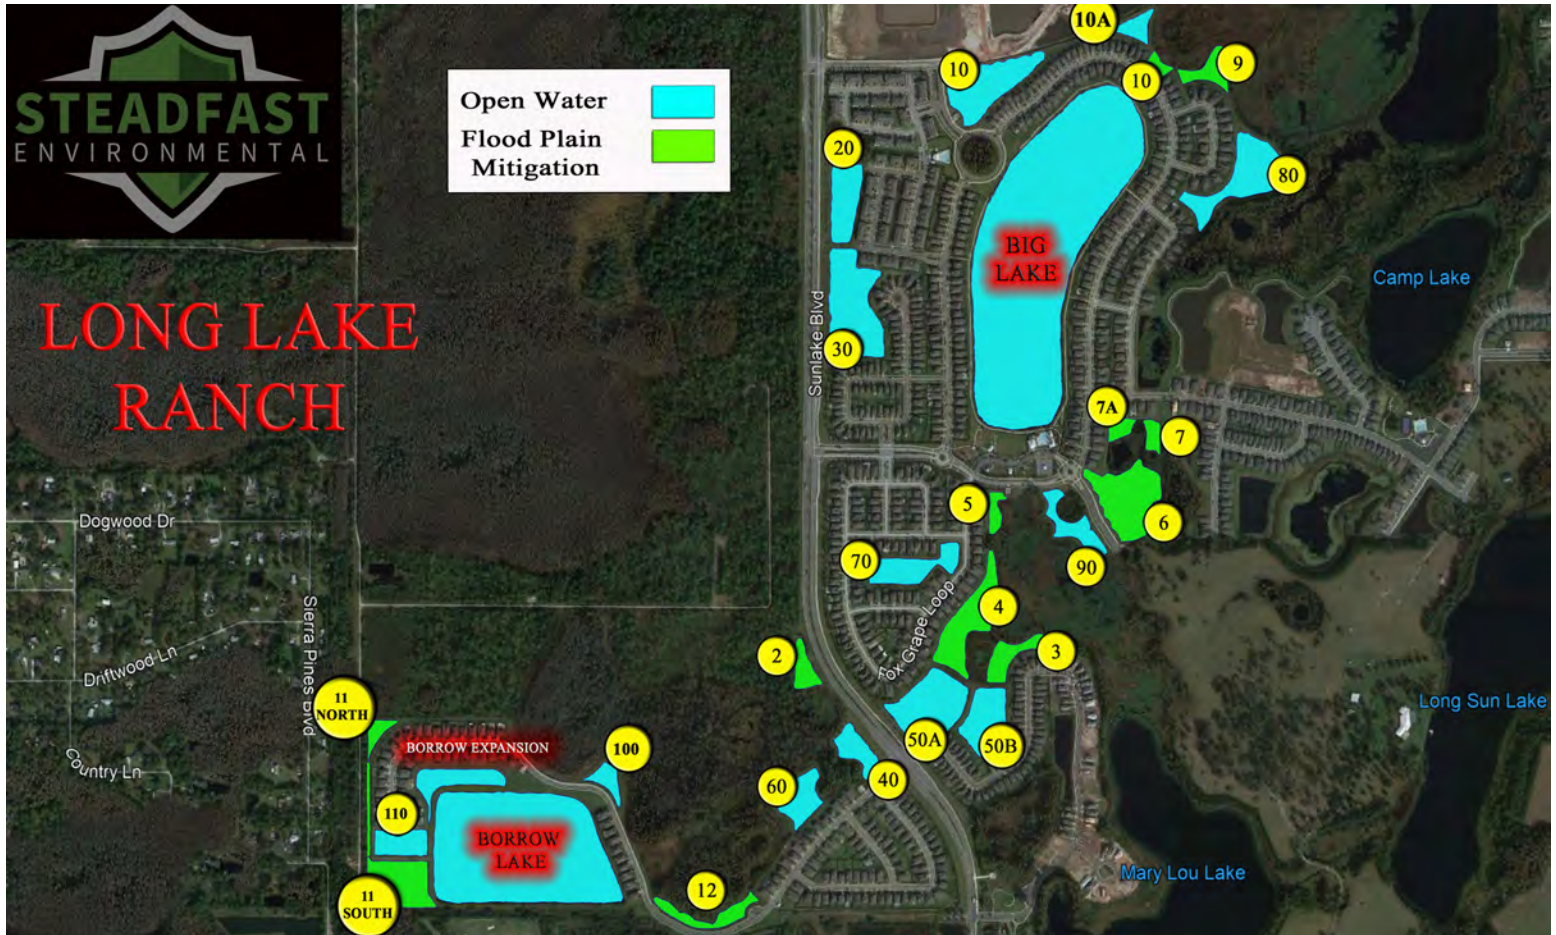 STEADFAST
ENVIRONMENTAL
Open Water
Flood Plain
Mitigation
LONG LAKE
RANCH
10A
10
10
9
20
80
BIG
LAKE
Camp Lake
Sunlake Blvd
30
7A
7
5
6
Dogwood Dr
70
90
Sierra Pines Blvd
Fox Grape Loop
4
Driftwood Ln
2
3
11
NORTH
Long Sun Lake
BORROW EXPANSION
100
50A
50B
Country Ln
40
60
110
BORROW
LAKE
Mary Lou Lake
12
11
SOUTH